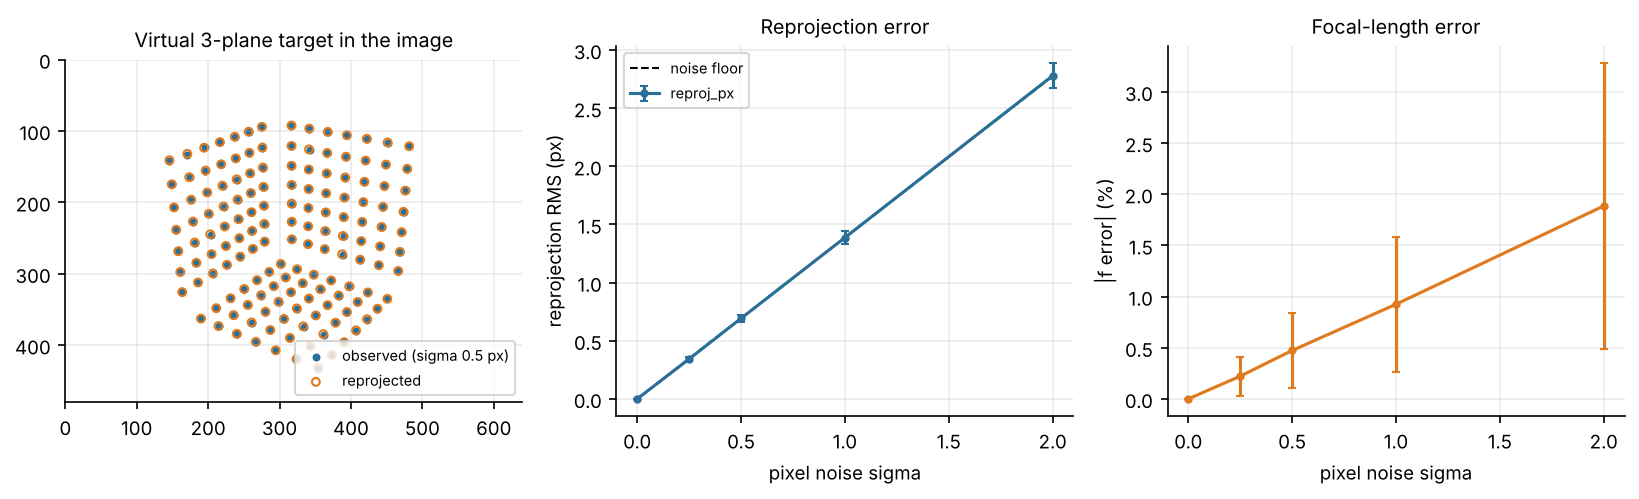 Virtual 3-plane target in the image
0
100
200
300
400
0 100 200 300 400 500 600
observed (sigma 0.5 px)
reprojected
Reprojection error
reprojection RMS (px)
3.0
2.5
2.0
1.5
1.0
0.5
0.0
0.0 0.5 1.0 1.5 2.0
pixel noise sigma
noise floor
reproj_px
Focal-length error
|f error| (%)
3.0
2.5
2.0
1.5
1.0
0.5
0.0
0.0 0.5 1.0 1.5 2.0
pixel noise sigma